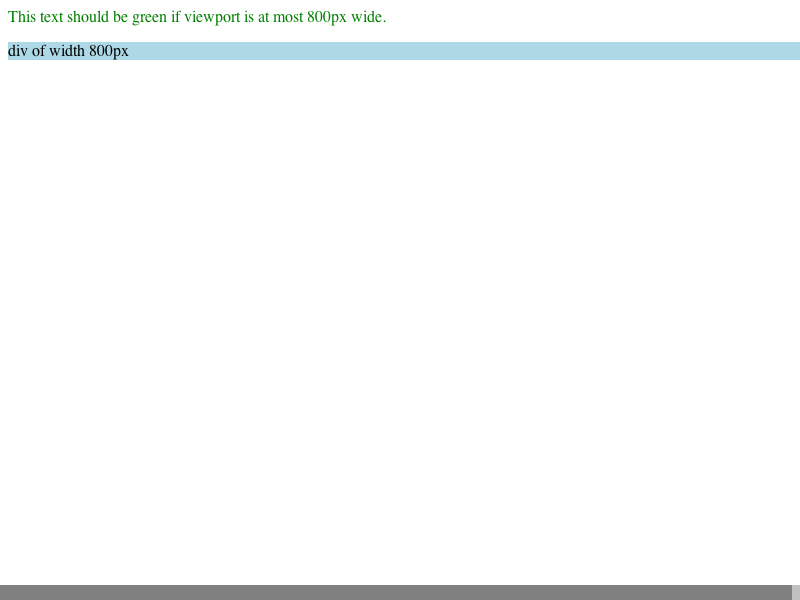 This text should be green if viewport is at most 800px wide.
div of width 800px